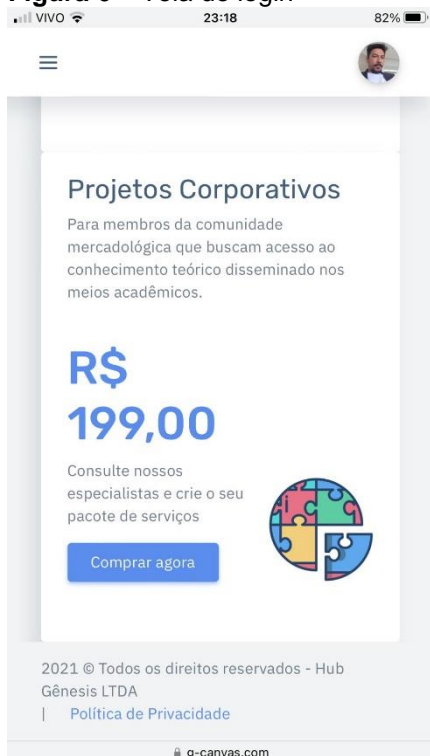 Figura 3 – Tela de login
VIVO 23:18 82%
Projetos Corporativos
Para membros da comunidade
mercadológica que buscam acesso ao
conhecimento teórico disseminado nos
meios acadêmicos.
R$
199,00
Consulte nossos
especialistas e crie o seu
pacote de serviços
Comprar agora
2021 © Todos os direitos reservados - Hub
Gênesis LTDA
| Política de Privacidade
g-canvas.com